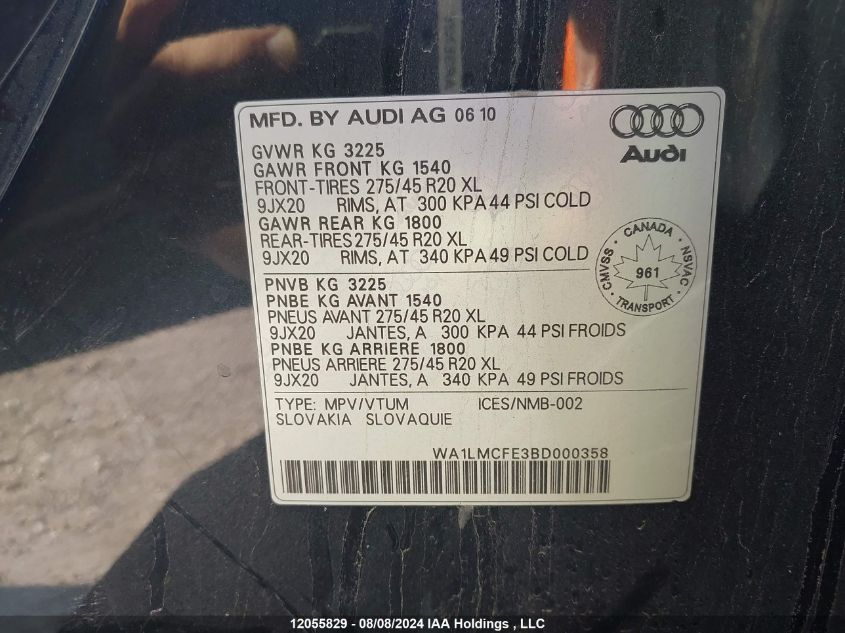 MFD. BY AUDI AG 06 10
Audi
GVWR KG 3225
GAWR FRONT KG 1540
FRONT-TIRES 275/45 R20 XL
9JX20 RIMS, AT 300 KPA 44 PSI COLD
GAWR REAR KG 1800
REAR-TIRES 275/45 R20 XL
9JX20 RIMS, AT 340 KPA 49 PSI COLD
CANADA
CMVSS 961 NSVAC
TRANSPORT
PNVB KG 3225
PNBE KG AVANT 1540
PNEUS AVANT 275/45 R20 XL
9JX20 JANTES, A 300 KPA 44 PSI FROIDS
PNBE KG ARRIERE 1800
PNEUS ARRIERE 275/45 R20 XL
9JX20 JANTES, A 340 KPA 49 PSI FROIDS
TYPE: MPV/VTUM ICES/NMB-002
SLOVAKIA SLOVAQUIE
WA1LMCFE3BD000358
12055829 - 08/08/2024 IAA Holdings , LLC